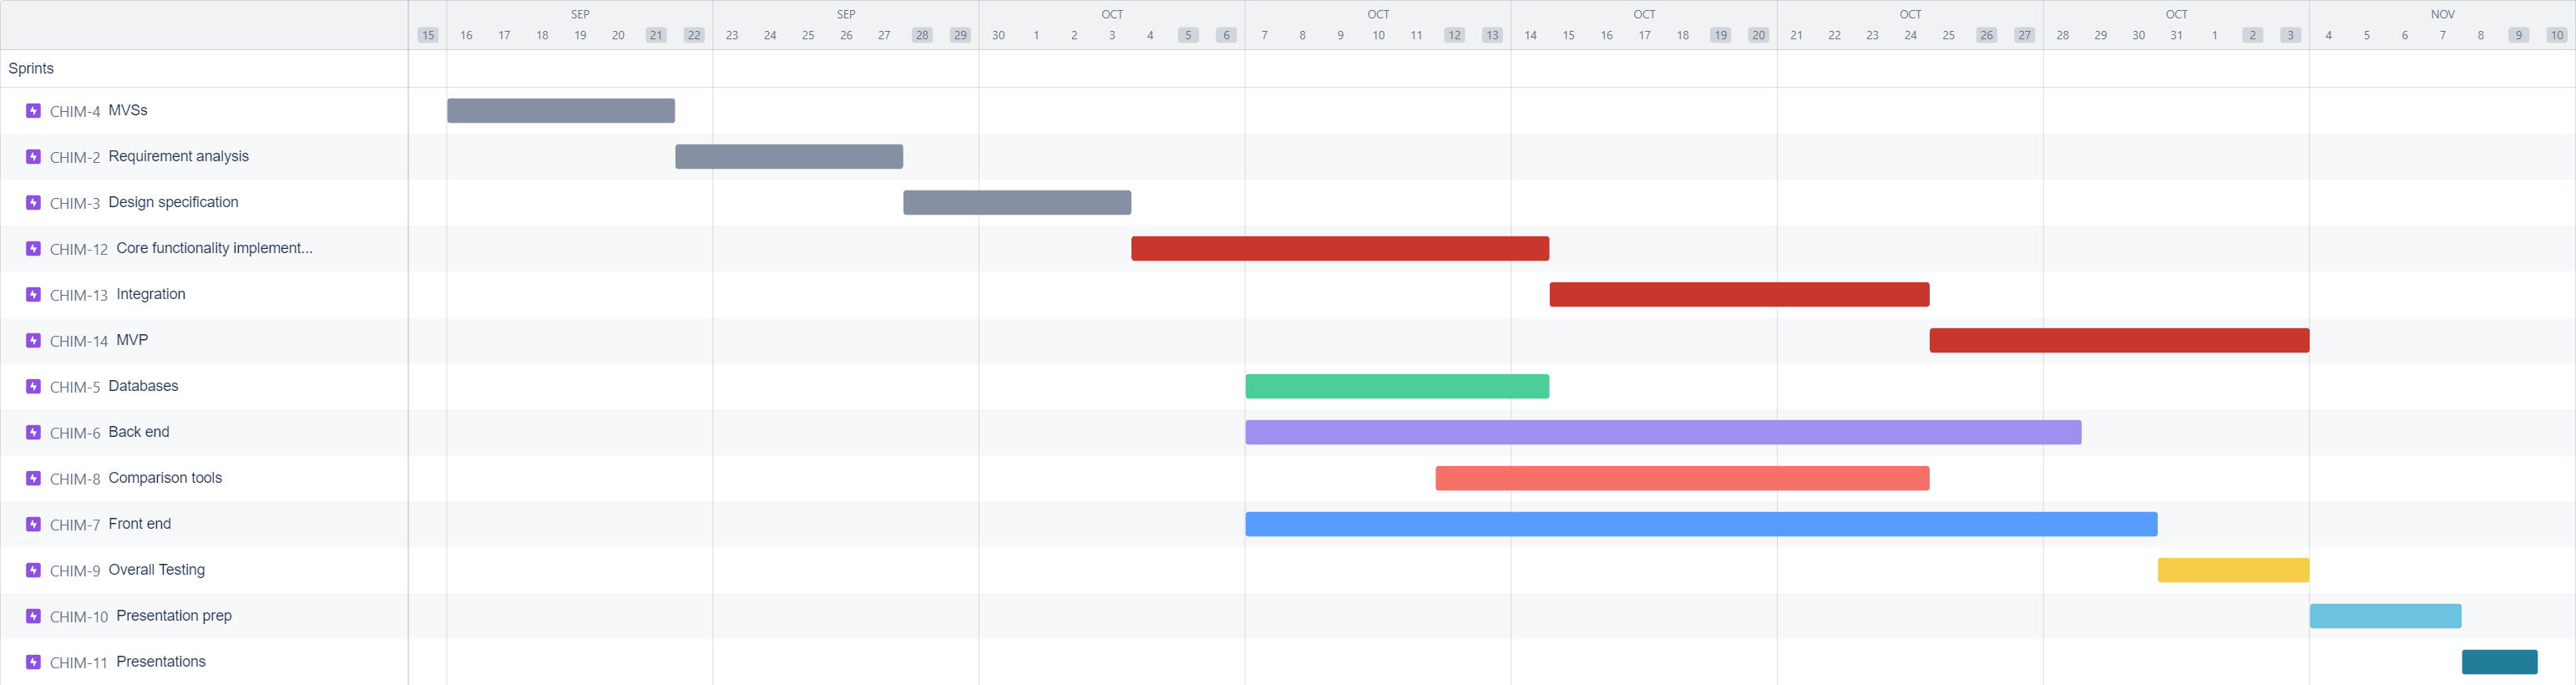 SEP SEP OCT OCT OCT OCT OCT NOV
15 16 17 18 19 20 21 22 23 24 25 26 27 28 29 30 1 2 3 4 5 6 7 8 9 10 11 12 13 14 15 16 17 18 19 20 21 22 23 24 25 26 27 28 29 30 31 1 2 3 4 5 6 7 8 9 10
Sprints
CHIM-4 MVSs
CHIM-2 Requirement analysis
CHIM-3 Design specification
CHIM-12 Core functionality implement...
CHIM-13 Integration
CHIM-14 MVP
CHIM-5 Databases
CHIM-6 Back end
CHIM-8 Comparison tools
CHIM-7 Front end
CHIM-9 Overall Testing
CHIM-10 Presentation prep
CHIM-11 Presentations